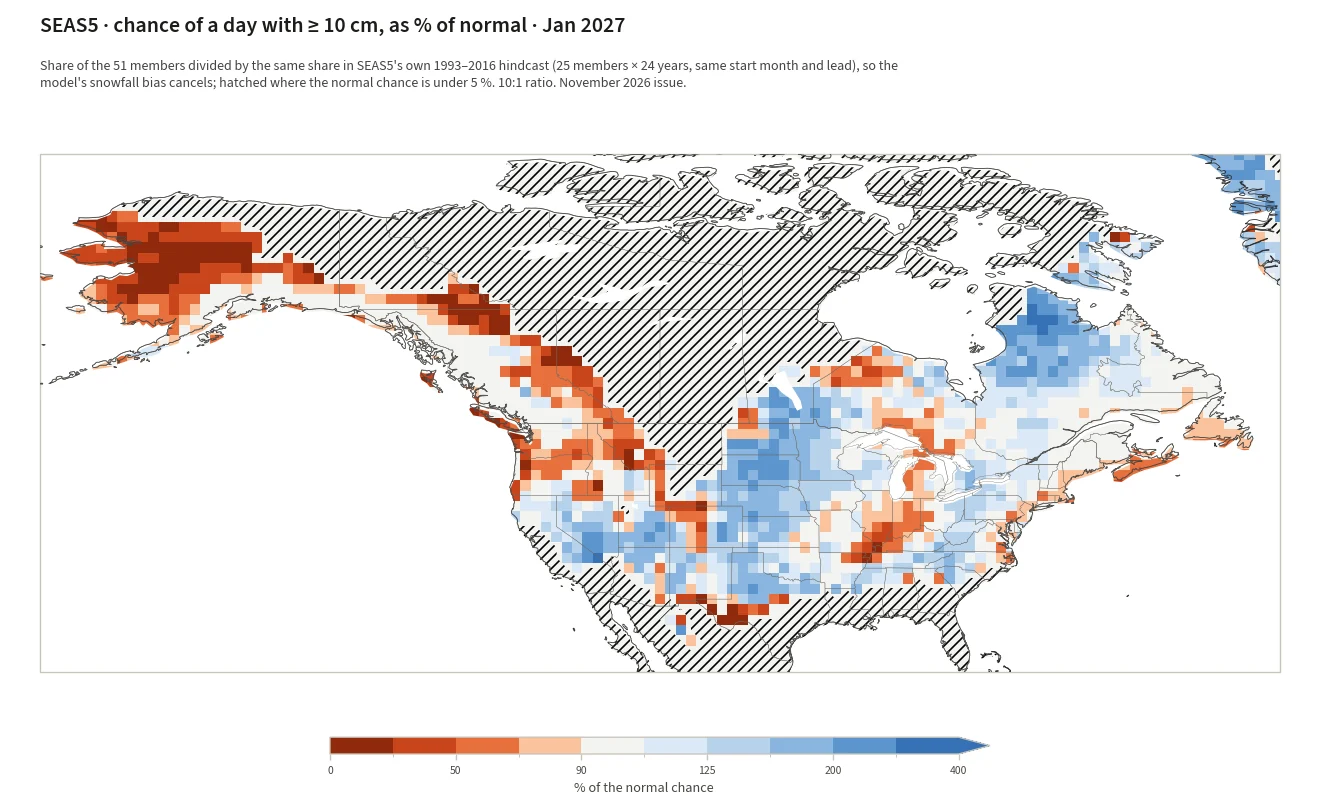 SEAS5 · chance of a day with ≥ 10 cm, as % of normal · Jan 2027
Share of the 51 members divided by the same share in SEAS5's own 1993–2016 hindcast (25 members × 24 years, same start month and lead), so the
model's snowfall bias cancels; hatched where the normal chance is under 5 %. 10:1 ratio. November 2026 issue.
0 50 90 125 200 400
% of the normal chance